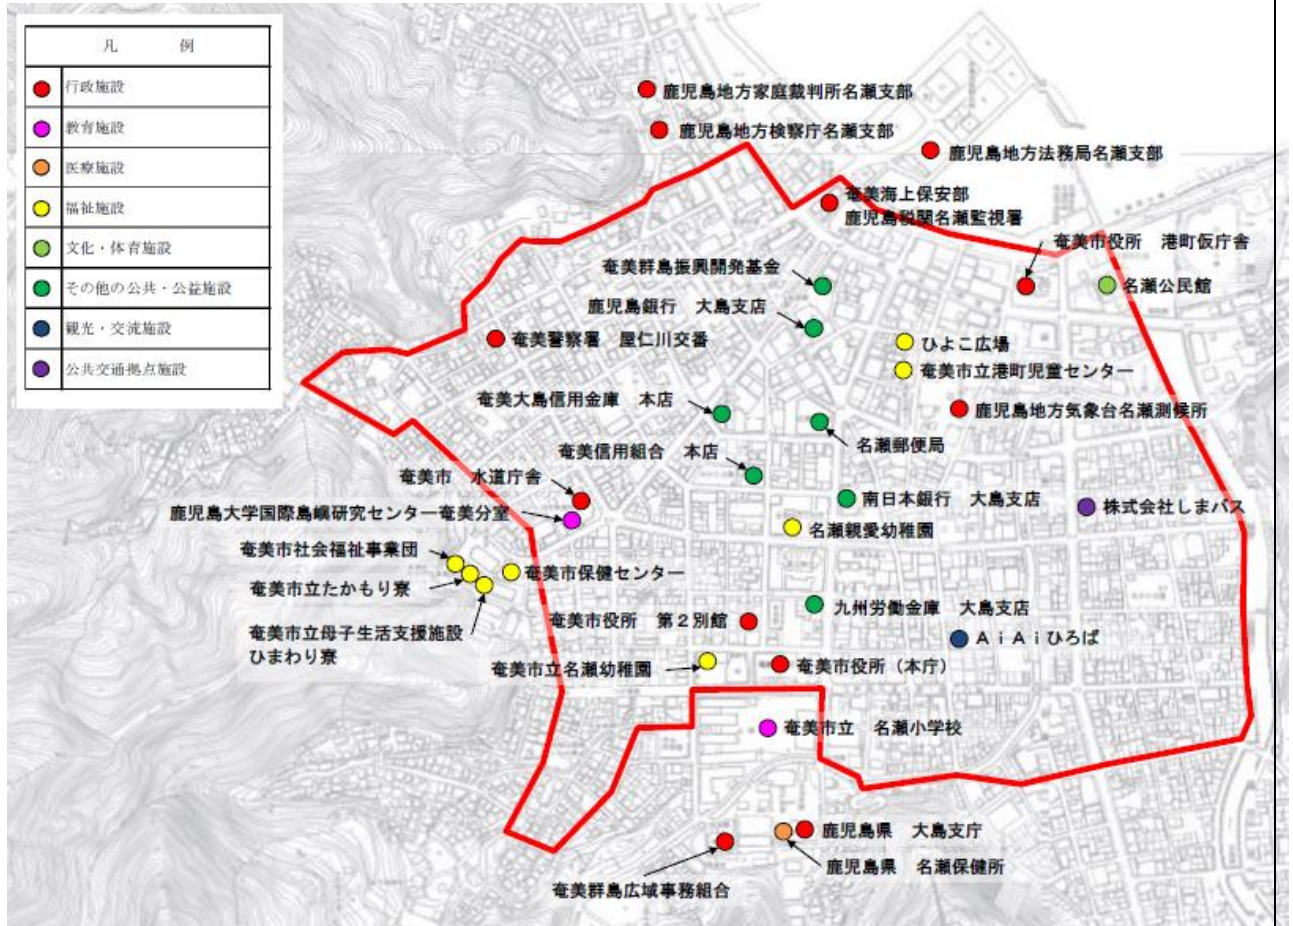 凡 例
行政施設
教育施設
医療施設
福祉施設
文化・体育施設
その他の公共・公益施設
観光・交流施設
公共交通拠点施設
鹿児島地方家庭裁判所名瀬支部
鹿児島地方検察庁名瀬支部
鹿児島地方法務局名瀬支部
奄美海上保安部
鹿児島税関名瀬監視署
奄美市役所 港町仮庁舎
奄美群島振興開発基金
名瀬公民館
鹿児島銀行 大島支店
奄美警察署 屋仁川交番
ひよこ広場
奄美市立港町児童センター
奄美大島信用金庫 本店
鹿児島地方気象台名瀬測候所
名瀬郵便局
奄美信用組合 本店
奄美市 水道庁舎
南日本銀行 大島支店
株式会社しまバス
鹿児島大学国際島嶼研究センター奄美分室
名瀬親愛幼稚園
奄美市社会福祉事業団
奄美市保健センター
奄美市立たかもり寮
九州労働金庫 大島支店
奄美市役所 第2別館
奄美市立母子生活支援施設
ひまわり寮
AiAiひろば
奄美市立名瀬幼稚園
奄美市役所(本庁)
奄美市立 名瀬小学校
鹿児島県 大島支庁
鹿児島県 名瀬保健所
奄美群島広域事務組合